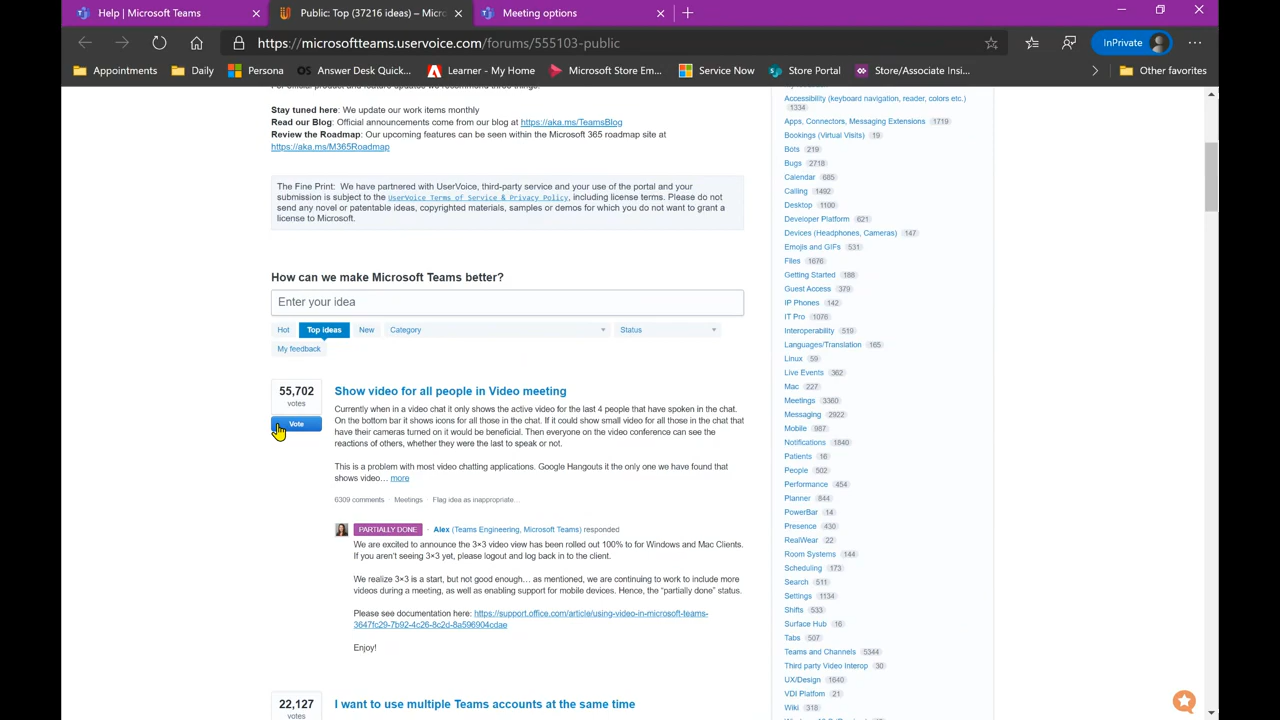 Help | Microsoft Teams
Public (37216 ideas) – Micro
Meeting options
https://microsoftteams.uservoice.com/forums/555103-public
InPrivate
Appointments
Daily
Persona
Answer Desk Quick...
Learner - My Home
Microsoft Store Em...
Service Now
Store Portal
Store/Associate Insi...
Other favorites
For official product and feature updates we recommend three things:
Stay tuned here: We update our work items monthly
Read our Blog: Official announcements come from our blog at https://aka.ms/TeamsBlog
Review the Roadmap: Our upcoming features can be seen within the Microsoft 365 roadmap site at
https://aka.ms/M365Roadmap
The Fine Print: We have partnered with UserVoice, third-party service and your use of the portal and your
submission is subject to the UserVoice Terms of Service & Privacy Policy, including license terms. Please do not
send any novel or patentable ideas, copyrighted materials, samples or demos for which you do not want to grant a
license to Microsoft.
How can we make Microsoft Teams better?
Enter your idea
Hot
Top ideas
New
Category
Status
My feedback
55,702
votes
Vote
Show video for all people in Video meeting
Currently when in a video chat it only shows the active video for the last 4 people that have spoken in the chat.
On the bottom bar it shows icons for all those in the chat. If it could show small video for all those in the chat that
have their cameras turned on it would be beneficial. Then everyone on the video conference can see the
reactions of others, whether they were the last to speak or not.
This is a problem with most video chatting applications. Google Hangouts it the only one we have found that
shows video… more
6309 comments · Meetings · Flag idea as inappropriate...
PARTIALLY DONE · Alex (Teams Engineering, Microsoft Teams) responded
We are excited to announce the 3×3 video view has been rolled out 100% to for Windows and Mac Clients.
If you aren't seeing 3×3 yet, please logout and log back in to the client.
We realize 3×3 is a start, but not good enough… as mentioned, we are continuing to work to include more
videos during a meeting, as well as enabling support for mobile devices. Hence, the "partially done" status.
Please see documentation here: https://support.office.com/article/using-video-in-microsoft-teams-
3647fc29-7b92-4c26-8c2d-8a596904cdae
Enjoy!
22,127
votes
I want to use multiple Teams accounts at the same time
Accessibility (keyboard navigation, reader, colors etc.)
1334
Apps, Connectors, Messaging Extensions 1719
Bookings (Virtual Visits) 19
Bots 219
Bugs 2718
Calendar 685
Calling 1492
Desktop 1100
Developer Platform 621
Devices (Headphones, Cameras) 147
Emojis and GIFs 531
Files 1676
Getting Started 188
Guest Access 379
IP Phones 142
IT Pro 1076
Interoperability 519
Languages/Translation 165
Linux 59
Live Events 362
Mac 227
Meetings 3360
Messaging 2922
Mobile 987
Notifications 1840
Patients 16
People 502
Performance 454
Planner 844
PowerBar 14
Presence 430
RealWear 22
Room Systems 144
Scheduling 173
Search 511
Settings 1134
Shifts 533
Surface Hub 16
Tabs 507
Teams and Channels 5344
Third party Video Interop 30
UX/Design 1640
VDI Platfom 21
Wiki 318